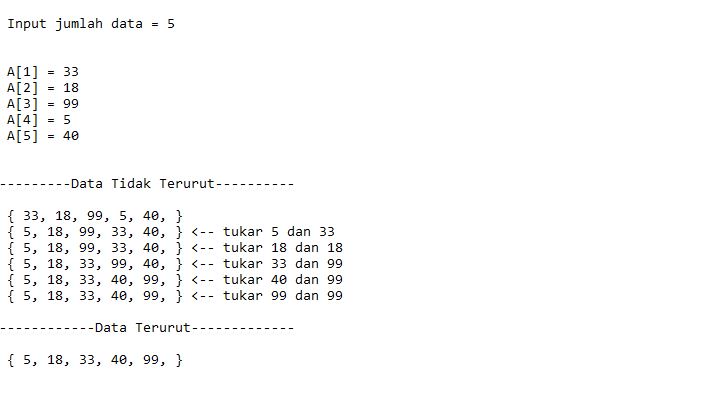 Input jumlah data = 5
A[1] = 33
A[2] = 18
A[3] = 99
A[4] = 5
A[5] = 40
---------Data Tidak Terurut----------
{ 33, 18, 99, 5, 40, }
{ 5, 18, 99, 33, 40, } <-- tukar 5 dan 33
{ 5, 18, 99, 33, 40, } <-- tukar 18 dan 18
{ 5, 18, 33, 99, 40, } <-- tukar 33 dan 99
{ 5, 18, 33, 40, 99, } <-- tukar 40 dan 99
{ 5, 18, 33, 40, 99, } <-- tukar 99 dan 99
------------Data Terurut-------------
{ 5, 18, 33, 40, 99, }